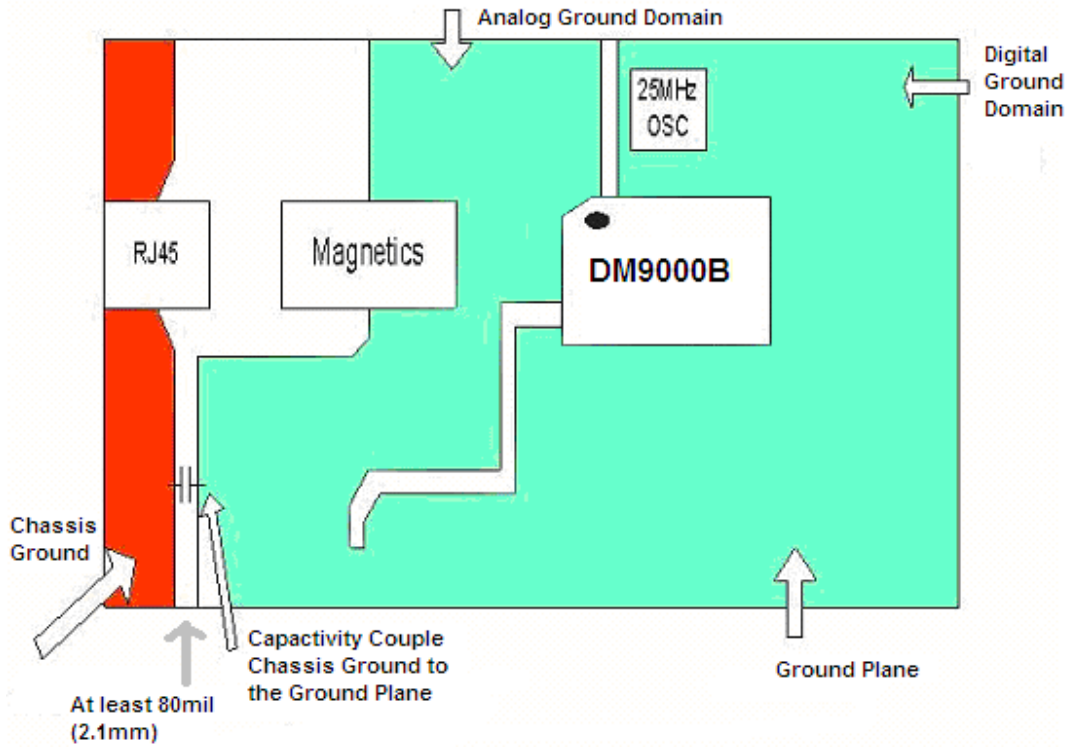 Analog Ground Domain
Digital
Ground
Domain
25MHz
OSC
RJ45
Magnetics
DM9000B
Chassis
Ground
Capactivity Couple
Chassis Ground to
the Ground Plane
Ground Plane
At least 80mil
(2.1mm)